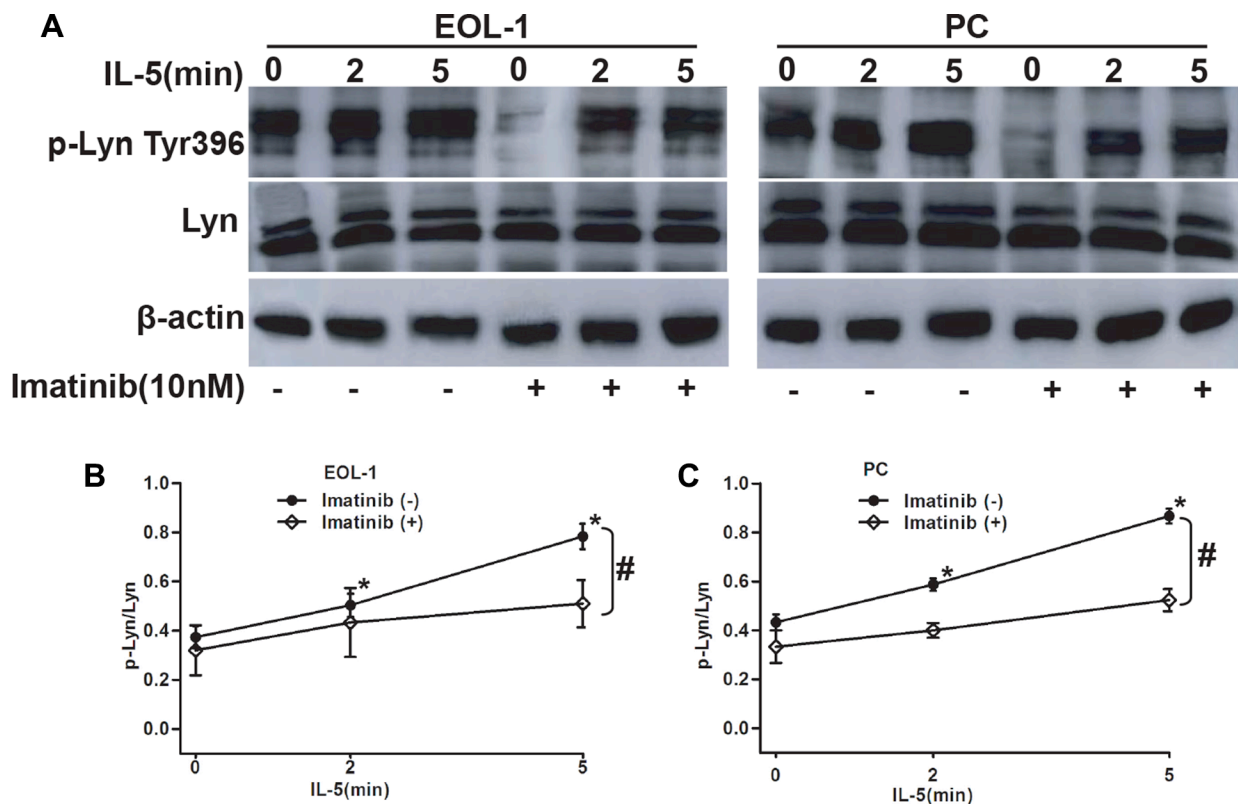 A
EOL-1 PC
IL-5(min) 0 2 5 0 2 5 0 2 5 0 2 5
p-Lyn Tyr396
Lyn
β-actin
Imatinib(10nM) - - - + + + - - - + + +
B
EOL-1
Imatinib (-)
Imatinib (+)
p-Lyn/Lyn
1.0
0.8
0.6
0.4
0.2
0.0
*
*
#
0 2 5
IL-5(min)
C
PC
Imatinib (-)
Imatinib (+)
p-Lyn/Lyn
1.0
0.8
0.6
0.4
0.2
0.0
*
*
#
0 2 5
IL-5(min)